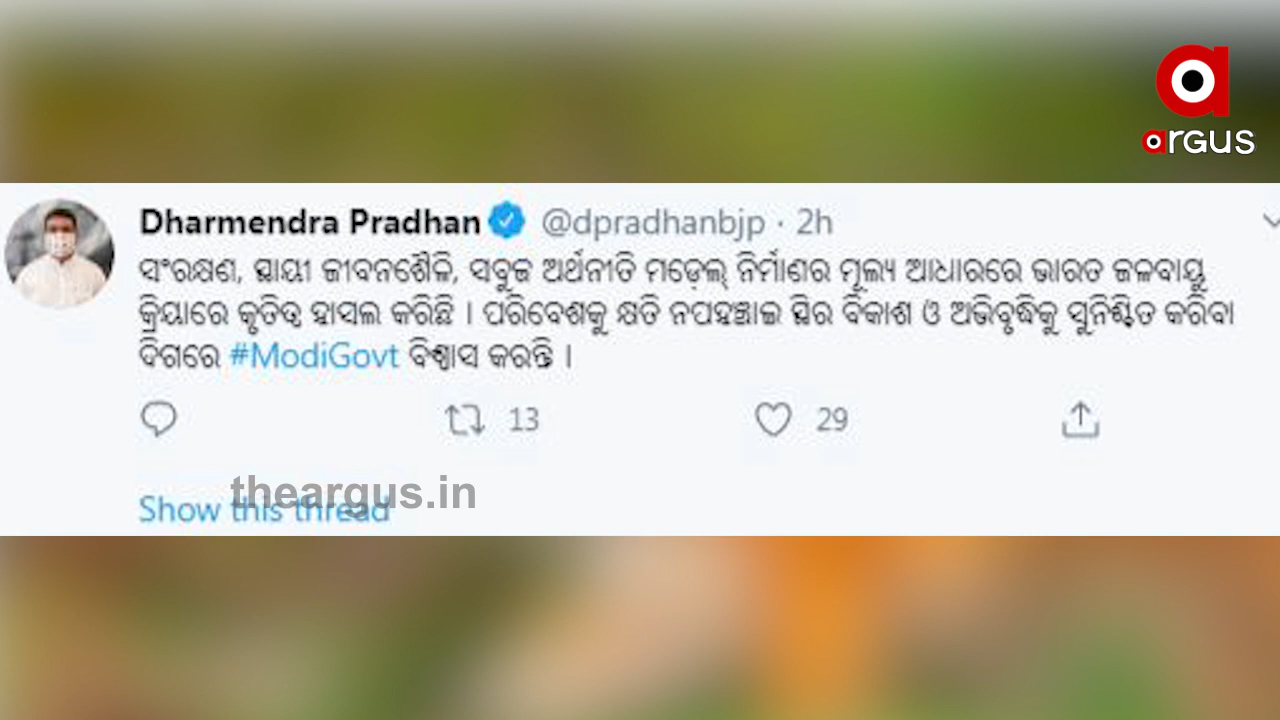 argus
Dharmendra Pradhan @dpradhanbjp · 2h
ସଂରକ୍ଷଣ, ସ୍ଥାୟୀ ଜୀବନଶୈଳି, ସବୁଜ ଅର୍ଥନୀତି ମଡ଼େଲ୍ ନିର୍ମାଣର ମୂଲ୍ୟ ଆଧାରରେ ଭାରତ ଜଳବାୟୁ
କ୍ରିୟାରେ କୃତିତ୍ୱ ହାସଲ କରିଛି । ପରିବେଶକୁ କ୍ଷତି ନପହଞ୍ଚାଇ ସ୍ଥିର ବିକାଶ ଓ ଅଭିବୃଦ୍ଧିକୁ ସୁନିଶ୍ଚିତ କରିବା
ଦିଗରେ #ModiGovt ବିଶ୍ୱାସ କରନ୍ତି ।
13 29
theargus.in
Show this thread